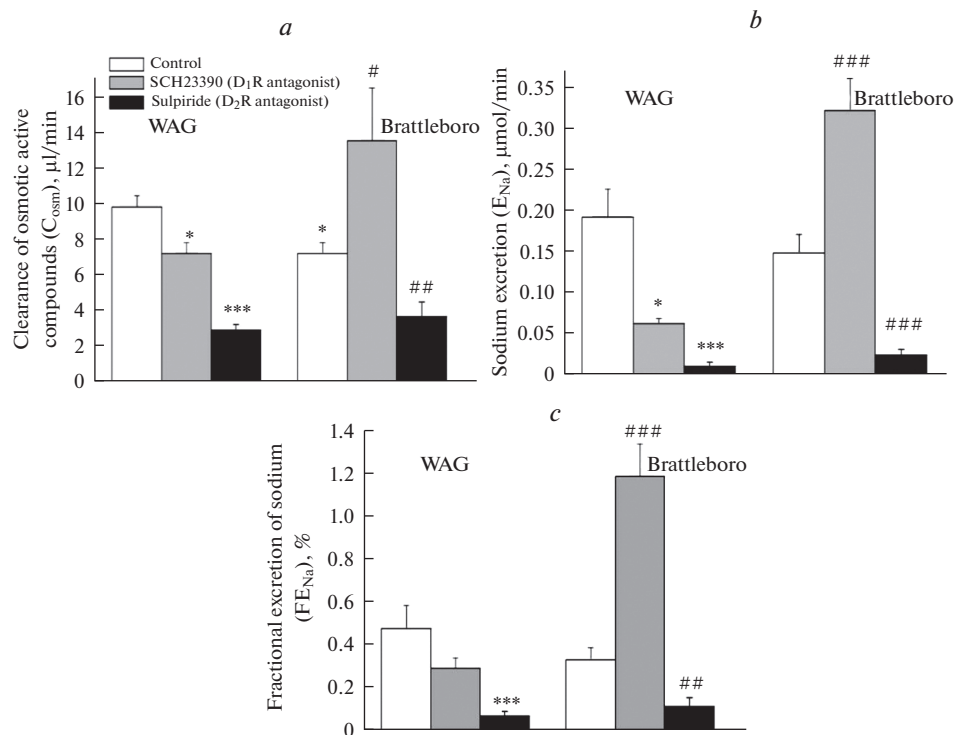 a
Control
SCH23390 (D₁R antagonist)
Sulpiride (D₂R antagonist)
WAG
Brattleboro
Clearance of osmotic active
compounds (Cosm), μl/min
16
14
12
10
8
6
4
2
0
*
***
*
#
##
b
WAG
Brattleboro
Sodium excretion (ENa), μmol/min
0.35
0.30
0.25
0.20
0.15
0.10
0.05
0
*
***
###
###
c
WAG
Brattleboro
Fractional excretion of sodium
(FENa), %
1.4
1.2
1.0
0.8
0.6
0.4
0.2
0
***
###
##